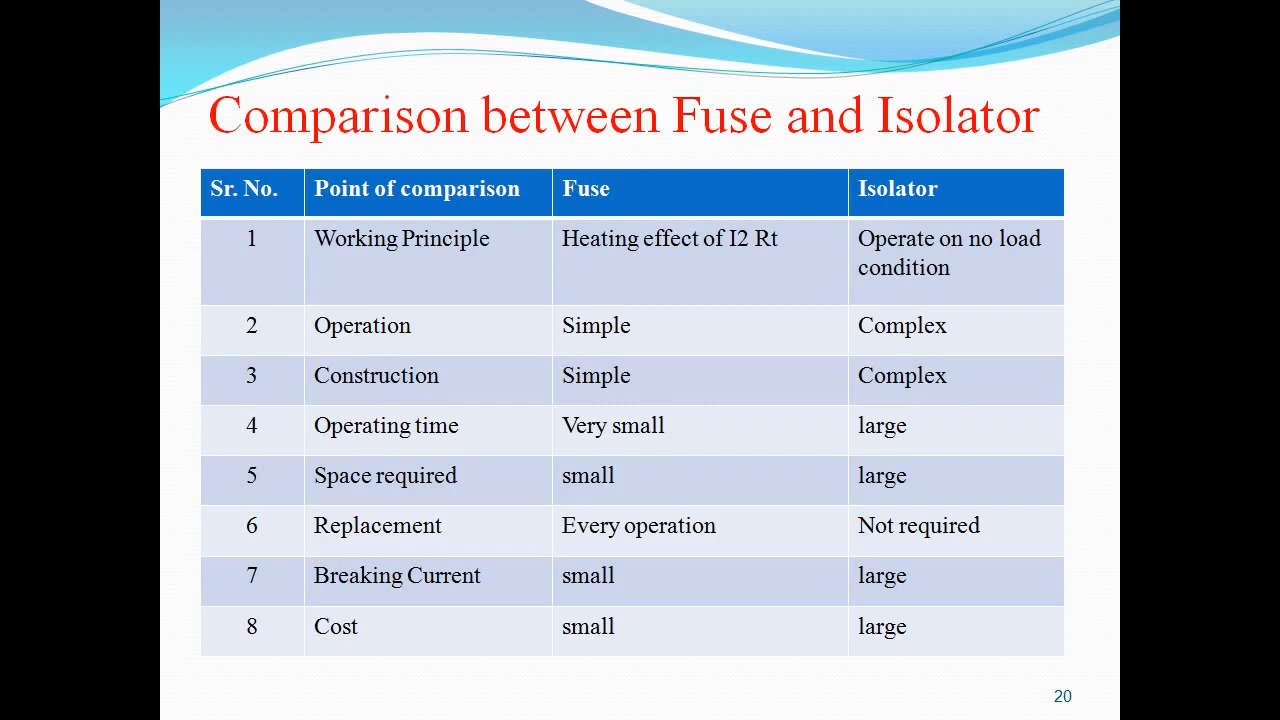 Comparison between Fuse and Isolator
Sr. No. Point of comparison Fuse Isolator
1 Working Principle Heating effect of I2 Rt Operate on no load
condition
2 Operation Simple Complex
3 Construction Simple Complex
4 Operating time Very small large
5 Space required small large
6 Replacement Every operation Not required
7 Breaking Current small large
8 Cost small large
20